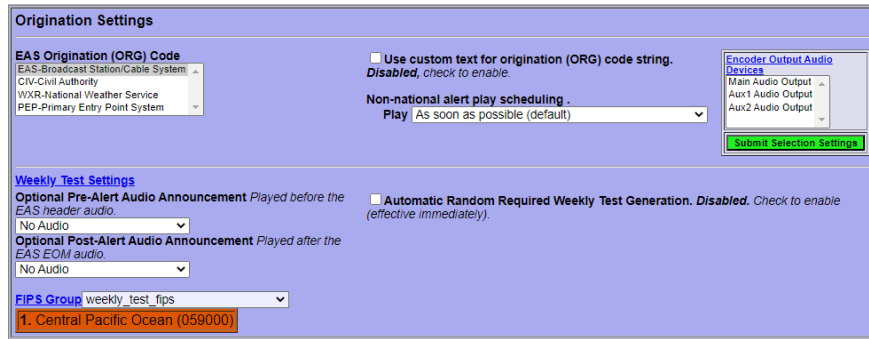 Origination Settings
EAS Origination (ORG) Code
EAS-Broadcast Station/Cable System
CIV-Civil Authority
WXR-National Weather Service
PEP-Primary Entry Point System
Use custom text for origination (ORG) code string.
Disabled, check to enable.
Non-national alert play scheduling .
Play As soon as possible (default)
Encoder Output Audio
Devices
Main Audio Output
Aux1 Audio Output
Aux2 Audio Output
Submit Selection Settings
Weekly Test Settings
Optional Pre-Alert Audio Announcement Played before the
EAS header audio.
No Audio
Optional Post-Alert Audio Announcement Played after the
EAS EOM audio.
No Audio
Automatic Random Required Weekly Test Generation. Disabled. Check to enable
(effective immediately).
FIPS Group weekly_test_fips
1. Central Pacific Ocean (059000)